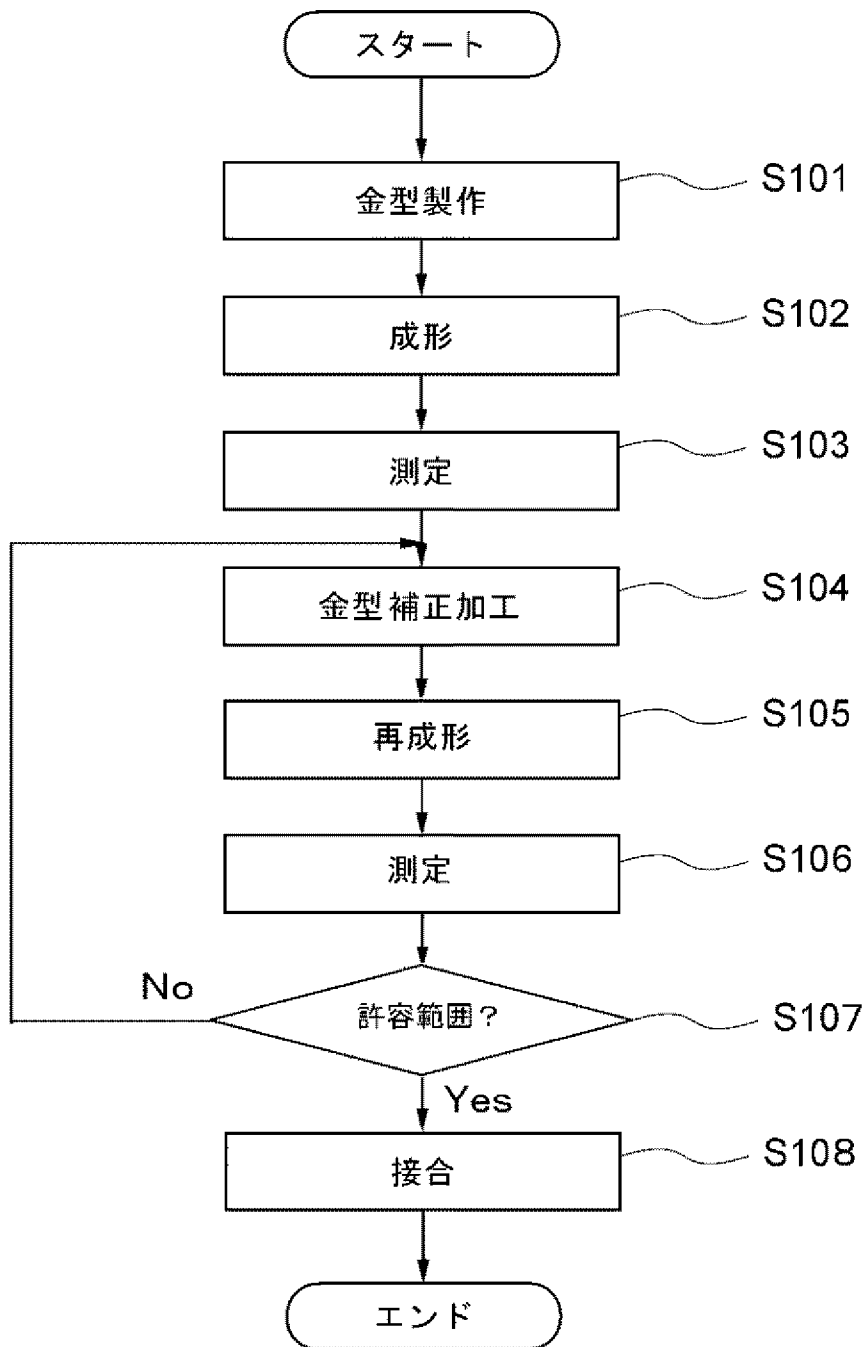 スタート
金型製作
S101
成形
S102
測定
S103
金型補正加工
S104
再成形
S105
測定
S106
No
許容範囲?
S107
Yes
接合
S108
エンド